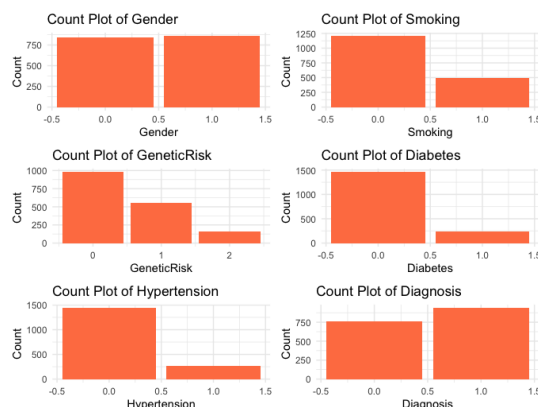 Count Plot of Gender
Count
750
500
250
0
-0.5 0.0 0.5 1.0 1.5
Gender
Count Plot of Smoking
Count
1250
1000
750
500
250
0
-0.5 0.0 0.5 1.0 1.5
Smoking
Count Plot of GeneticRisk
Count
1000
750
500
250
0
0 1 2
GeneticRisk
Count Plot of Diabetes
Count
1500
1000
500
0
-0.5 0.0 0.5 1.0 1.5
Diabetes
Count Plot of Hypertension
Count
1500
1000
500
0
-0.5 0.0 0.5 1.0 1.5
Hypertension
Count Plot of Diagnosis
Count
750
500
250
0
-0.5 0.0 0.5 1.0 1.5
Diagnosis